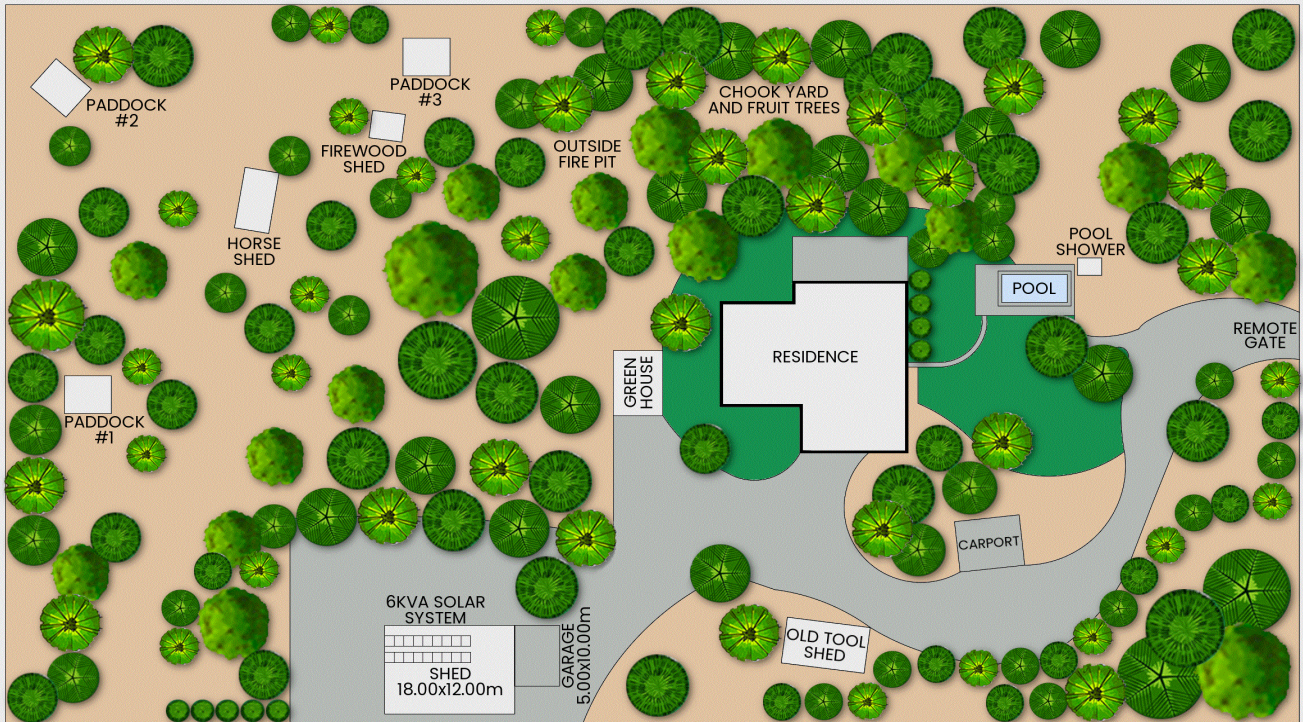 PADDOCK
#2
PADDOCK
#3
FIREWOOD
SHED
OUTSIDE
FIRE PIT
CHOOK YARD
AND FRUIT TREES
HORSE
SHED
POOL
SHOWER
POOL
REMOTE
GATE
RESIDENCE
GREEN
HOUSE
PADDOCK
#1
CARPORT
6KVA SOLAR
SYSTEM
SHED
18.00x12.00m
GARAGE
5.00x10.00m
OLD TOOL
SHED